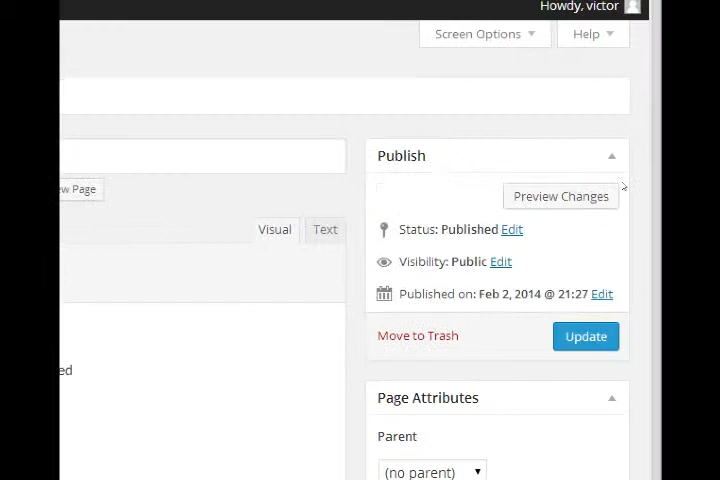 Howdy, victor
Screen Options Help
Publish
ew Page
Preview Changes
Visual Text
Status: Published Edit
Visibility: Public Edit
Published on: Feb 2, 2014 @ 21:27 Edit
Move to Trash Update
ed
Page Attributes
Parent
(no parent)